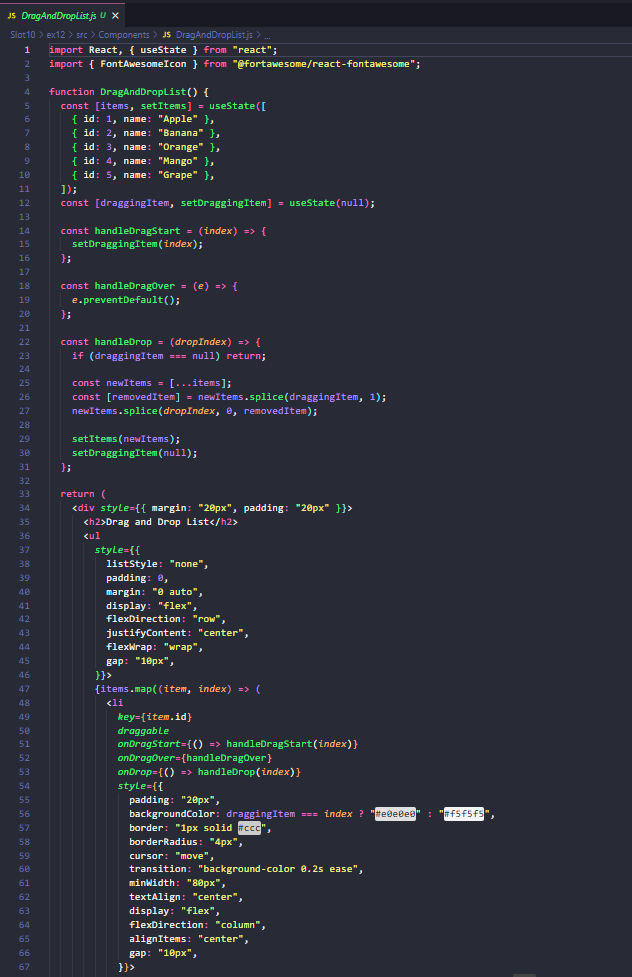 JS DragAndDropList.js U ×
Slot10 > ex12 > src > Components > JS DragAndDropList.js > ...
1 import React, { useState } from "react";
2 import { FontAwesomeIcon } from "@fortawesome/react-fontawesome";
3
4 function DragAndDropList() {
5   const [items, setItems] = useState([
6     { id: 1, name: "Apple" },
7     { id: 2, name: "Banana" },
8     { id: 3, name: "Orange" },
9     { id: 4, name: "Mango" },
10     { id: 5, name: "Grape" },
11   ]);
12   const [draggingItem, setDraggingItem] = useState(null);
13
14   const handleDragStart = (index) => {
15     setDraggingItem(index);
16   };
17
18   const handleDragOver = (e) => {
19     e.preventDefault();
20   };
21
22   const handleDrop = (dropIndex) => {
23     if (draggingItem === null) return;
24
25     const newItems = [...items];
26     const [removedItem] = newItems.splice(draggingItem, 1);
27     newItems.splice(dropIndex, 0, removedItem);
28
29     setItems(newItems);
30     setDraggingItem(null);
31   };
32
33   return (
34     <div style={{ margin: "20px", padding: "20px" }}>
35       <h2>Drag and Drop List</h2>
36       <ul
37         style={{
38           listStyle: "none",
39           padding: 0,
40           margin: "0 auto",
41           display: "flex",
42           flexDirection: "row",
43           justifyContent: "center",
44           flexWrap: "wrap",
45           gap: "10px",
46         }}>
47         {items.map((item, index) => (
48           <li
49             key={item.id}
50             draggable
51             onDragStart={() => handleDragStart(index)}
52             onDragOver={handleDragOver}
53             onDrop={() => handleDrop(index)}
54             style={{
55               padding: "20px",
56               backgroundColor: draggingItem === index ? "#e0e0e0" : "#f5f5f5",
57               border: "1px solid #ccc",
58               borderRadius: "4px",
59               cursor: "move",
60               transition: "background-color 0.2s ease",
61               minWidth: "80px",
62               textAlign: "center",
63               display: "flex",
64               flexDirection: "column",
65               alignItems: "center",
66               gap: "10px",
67             }}>